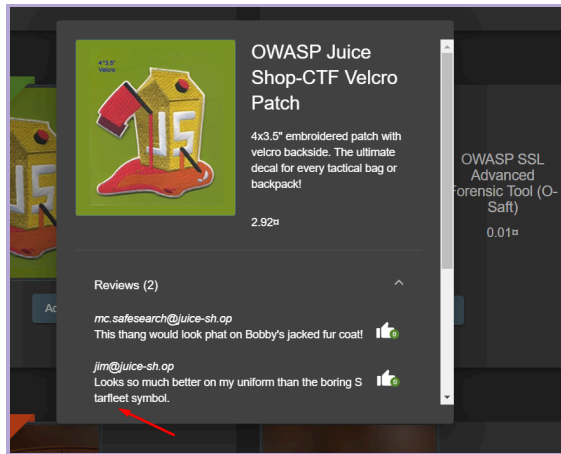 4*3.5"
Velcro
JS
OWASP Juice
Shop-CTF Velcro
Patch
4x3.5" embroidered patch with
velcro backside. The ultimate
decal for every tactical bag or
backpack!
2.92¤
OWASP SSL
Advanced
Forensic Tool (O-
Saft)
0.01¤
Ad
Reviews (2)
mc.safesearch@juice-sh.op
This thang would look phat on Bobby's jacked fur coat!
0
jim@juice-sh.op
Looks so much better on my uniform than the boring S
tarfleet symbol.
0